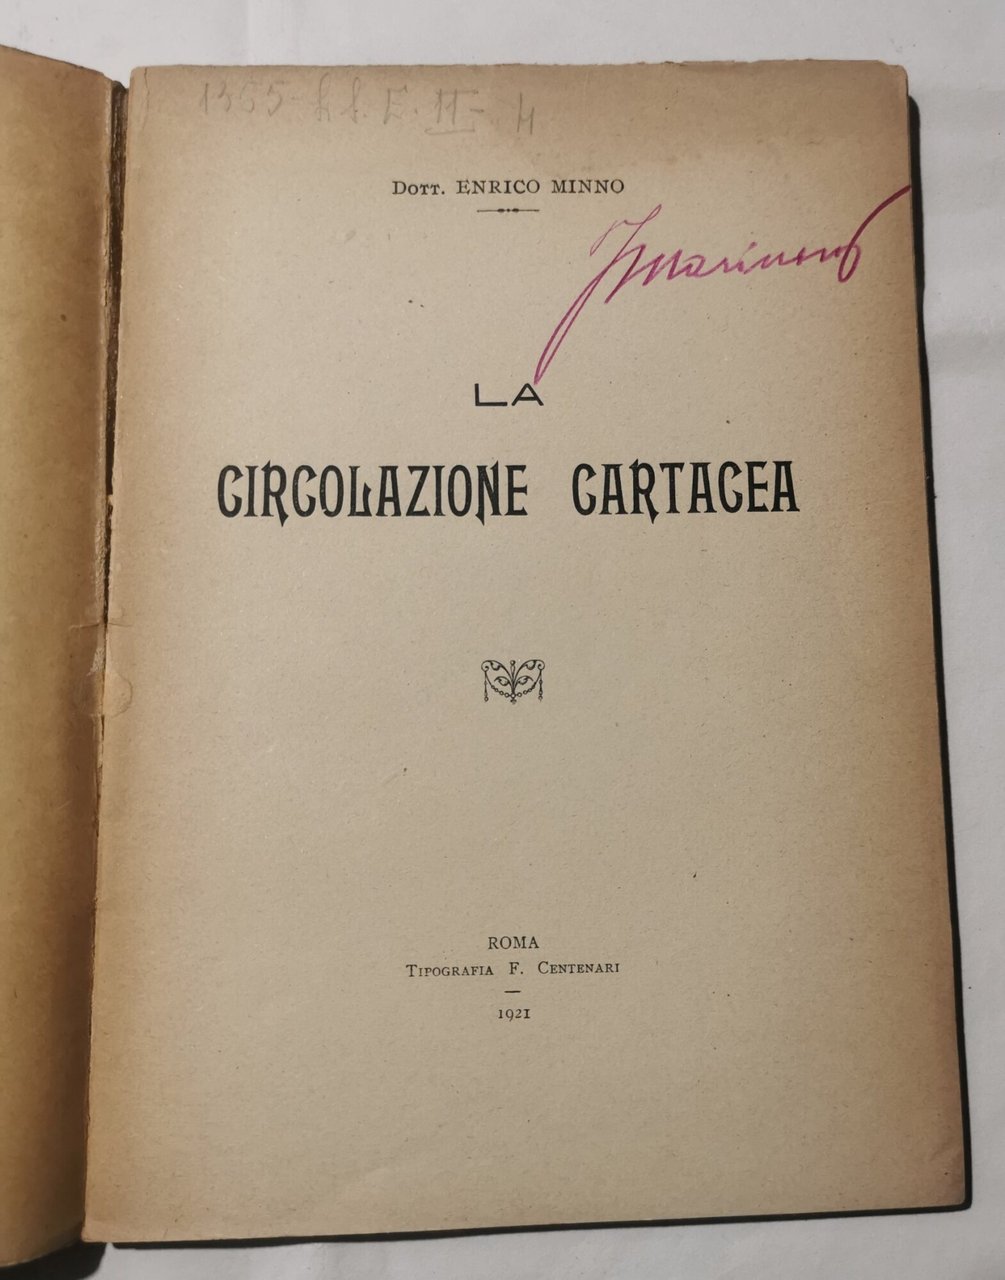 Dott. ENRICO MINNO
LA
CIRCOLAZIONE CARTACEA
ROMA
Tipografia F. Centenari
1921